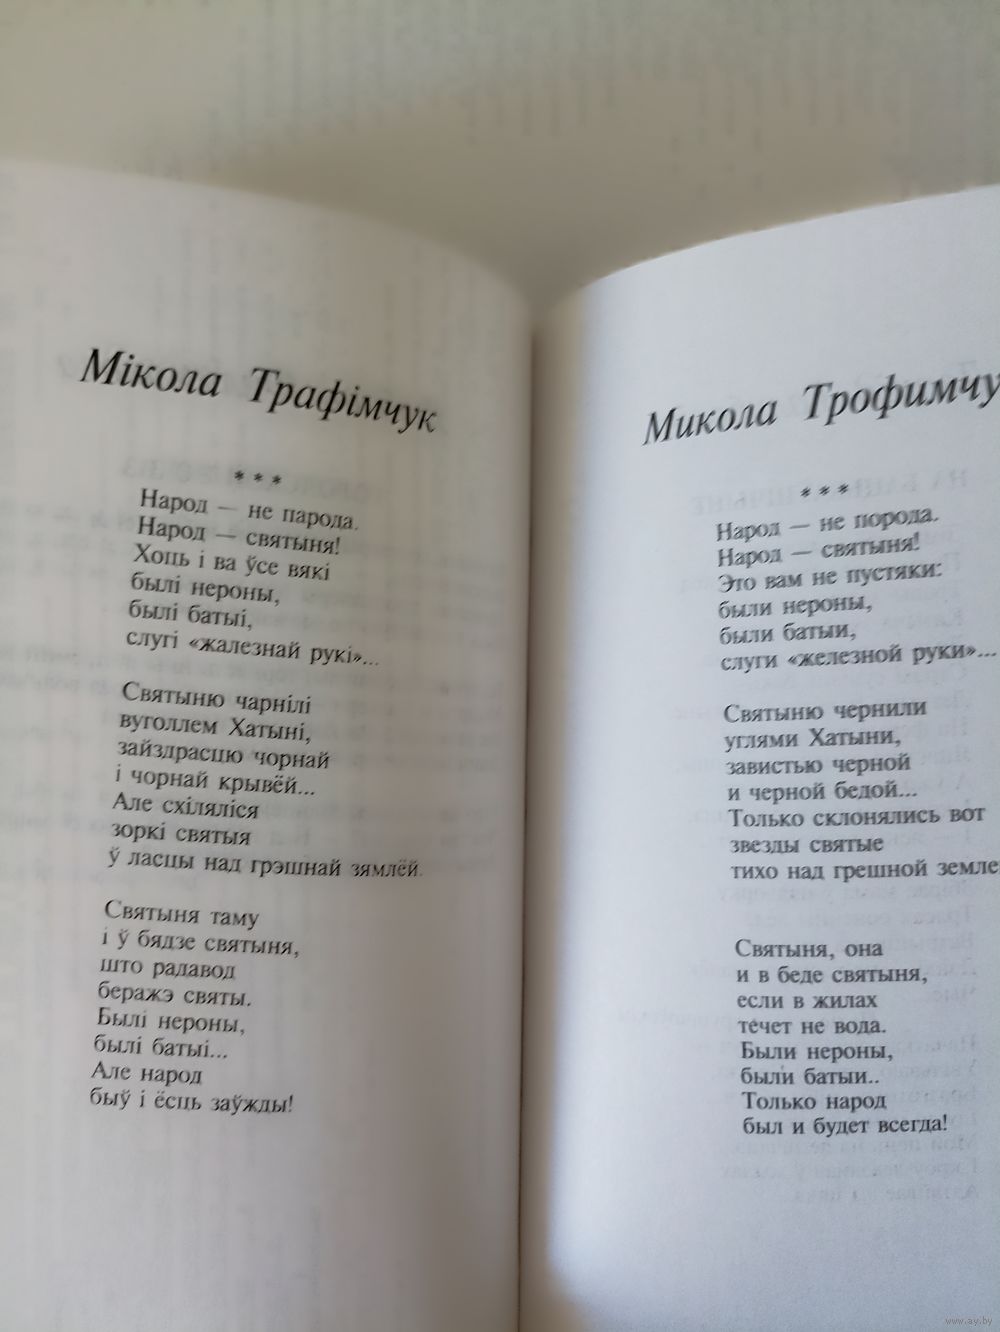 Мікола Трафімчук
* * *
Народ — не парода.
Народ — святыня!
Хоць і ва ўсе вякі
былі нероны,
былі батыі,
слугі «жалезнай рукі»...
Святыню чарнілі
вуголлем Хатыні,
зайздрасцю чорнай
і чорнай крывёй...
Але схіляліся
зоркі святыя
ў ласцы над грэшнай зямлёй.
Святыня таму
і ў бядзе святыня,
што радавод
беражэ святы.
Былі нероны,
былі батыі...
Але народ
быў і ёсць заўжды!
Микола Трофимчу
* * *
Народ — не порода.
Народ — святыня!
Это вам не пустяки:
были нероны,
были батыи,
слуги «железной руки»...
Святыню чернили
углями Хатыни,
завистью черной
и черной бедой...
Только склонялись вот
звезды святые
тихо над грешной земле
Святыня, она
и в беде святыня,
если в жилах
течет не вода.
Были нероны,
были батыи..
Только народ
был и будет всегда!
www.ay.by